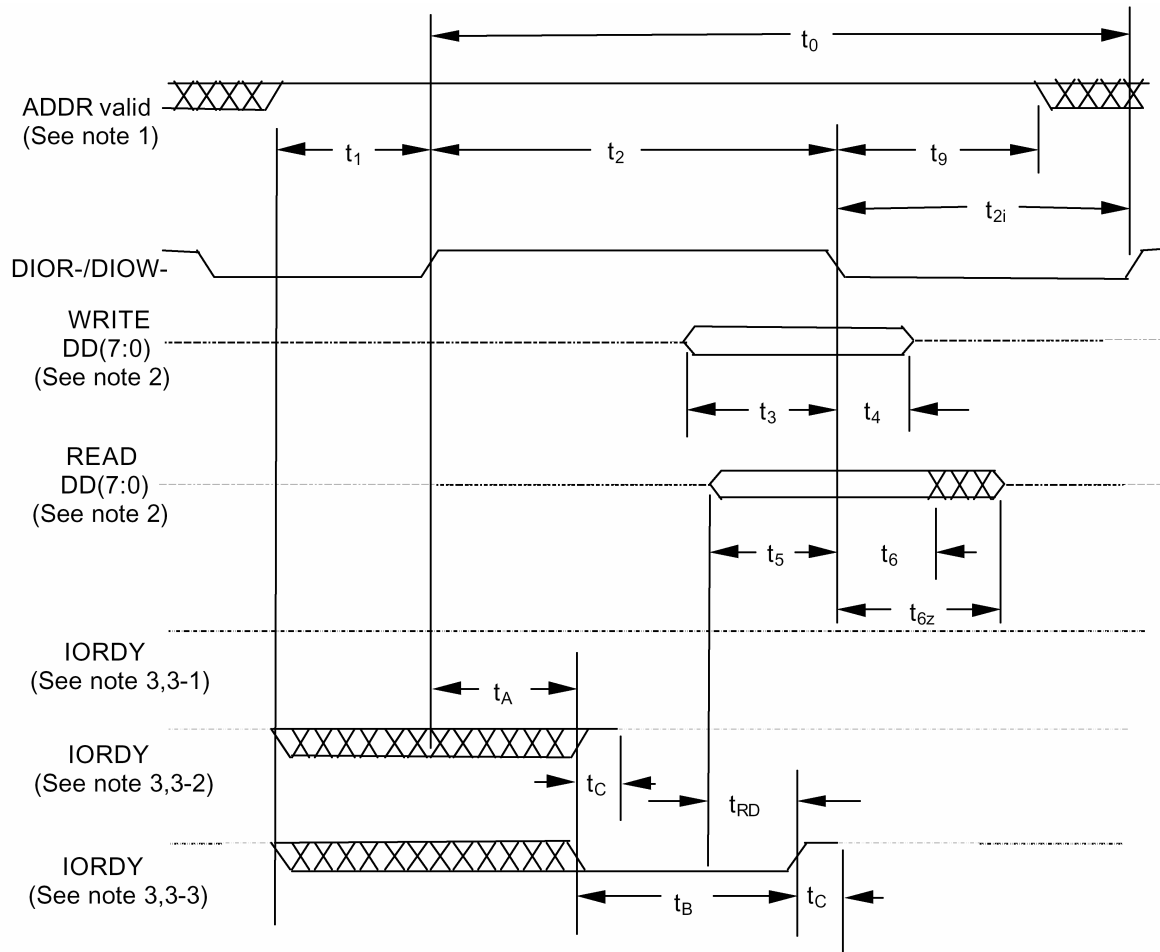 t0
ADDR valid
(See note 1)
t1
t2
t9
t2i
DIOR-/DIOW-
WRITE
DD(7:0)
(See note 2)
t3
t4
READ
DD(7:0)
(See note 2)
t5
t6
t6z
IORDY
(See note 3,3-1)
tA
IORDY
(See note 3,3-2)
tC
tRD
IORDY
(See note 3,3-3)
tB
tC